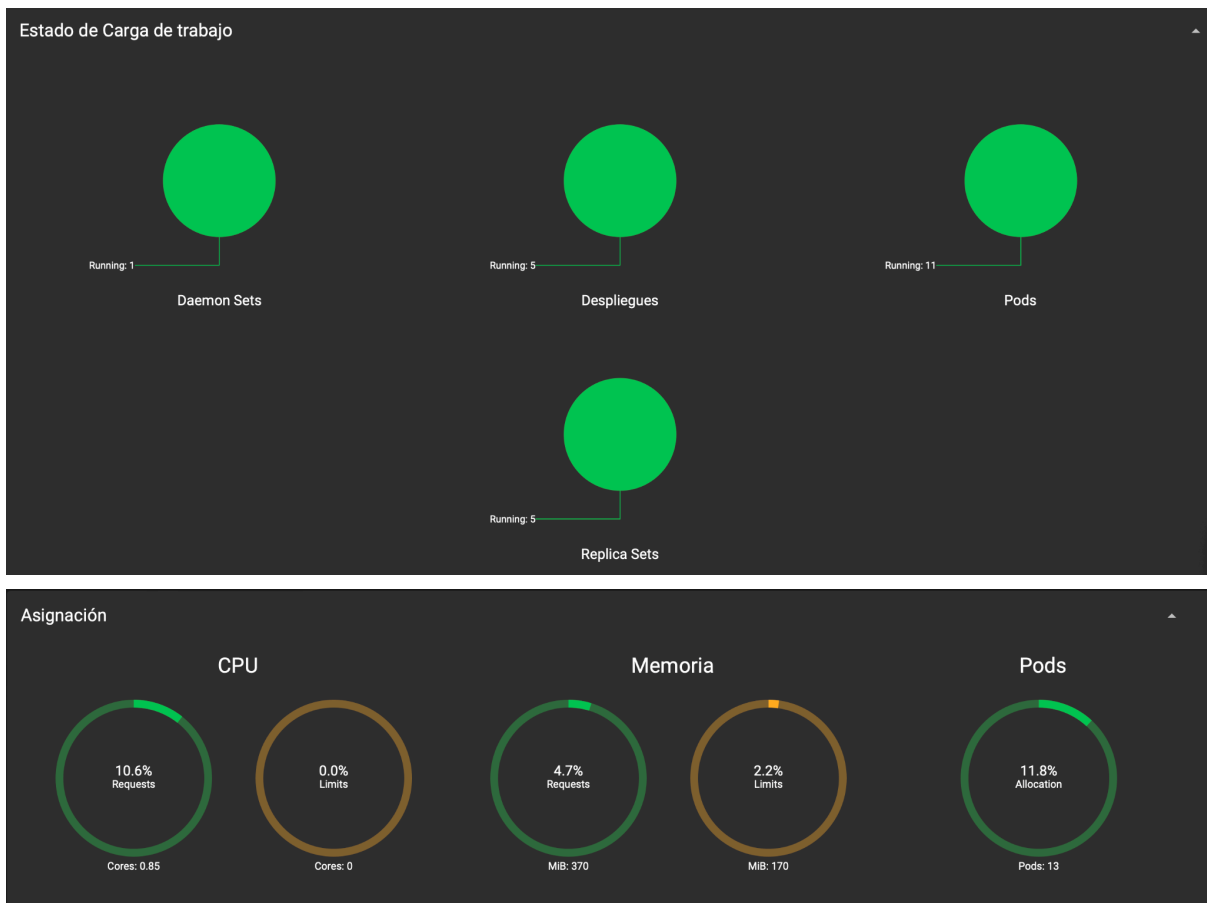 Estado de Carga de trabajo
Running: 1
Running: 5
Running: 11
Daemon Sets
Despliegues
Pods
Running: 5
Replica Sets
Asignación
CPU
Memoria
Pods
10.6%
Requests
0.0%
Limits
4.7%
Requests
2.2%
Limits
11.8%
Allocation
Cores: 0.85
Cores: 0
MiB: 370
MiB: 170
Pods: 13